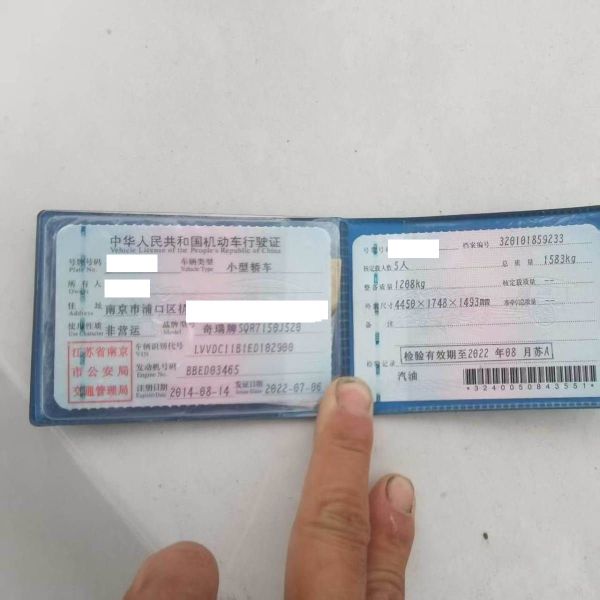 中华人民共和国机动车行驶证
Vehicle License of the People's Republic of China
号牌号码 Plate No.
车辆类型 Vehicle Type 小型轿车
所有人 Owner
住址 Address 南京市浦口区
使用性质 Use Character 非营运 品牌型号 Model 奇瑞牌SQR7150J520
车辆识别代号 VIN LVVDC11B1ED102900
发动机号码 Engine No. BBED03465
注册日期 2014-08-14 发证日期 Issue Date 2022-07-06
江苏省南京
市公安局
交通管理局
号牌号码 档案编号 320101859233
核定载人数 5人 总质量 1583kg
整备质量 1208kg 核定载质量 --
外廓尺寸 4450×1748×1493mm 准牵引总质量 --
备注
检验记录 检验有效期至2022年08月苏A
汽油
*3240050843551*